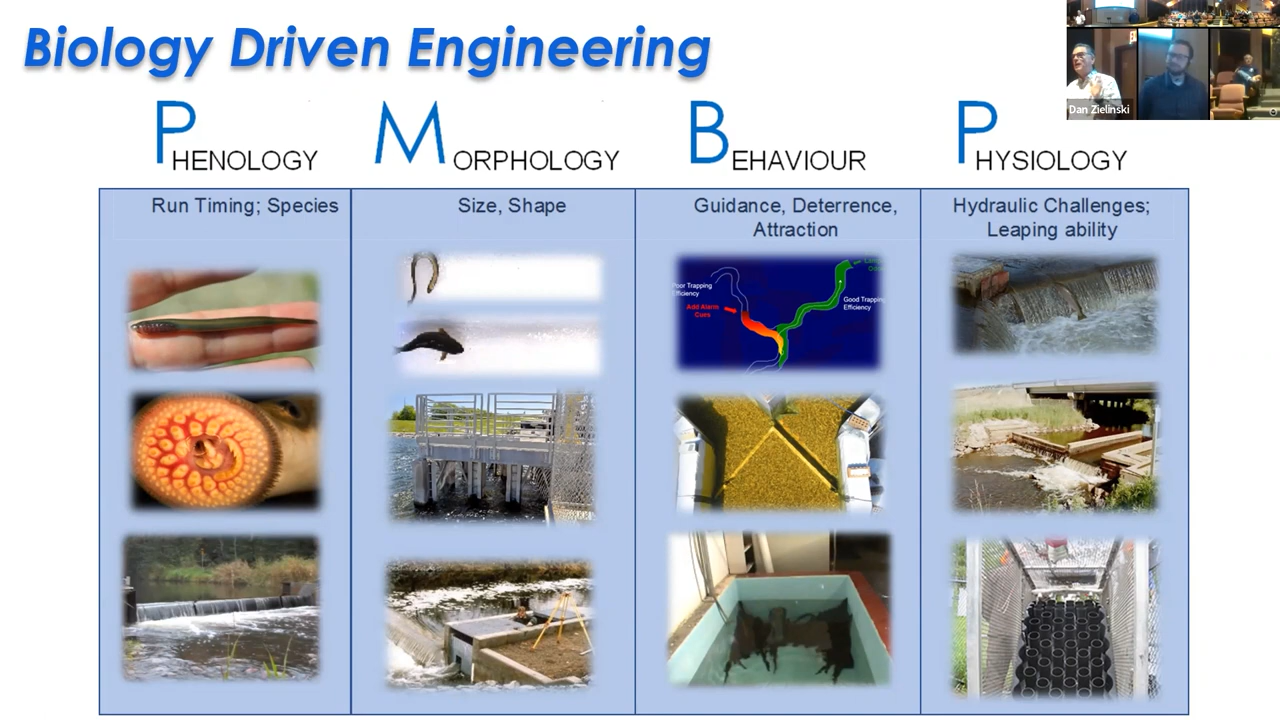 Biology Driven Engineering
Dan Zielinski
PHENOLOGY
MORPHOLOGY
BEHAVIOUR
PHYSIOLOGY
Run Timing; Species
Size, Shape
Guidance, Deterrence,
Attraction
Hydraulic Challenges;
Leaping ability
Poor Trapping
Efficiency
Add Alarm
Cues
Good Trapping
Efficiency